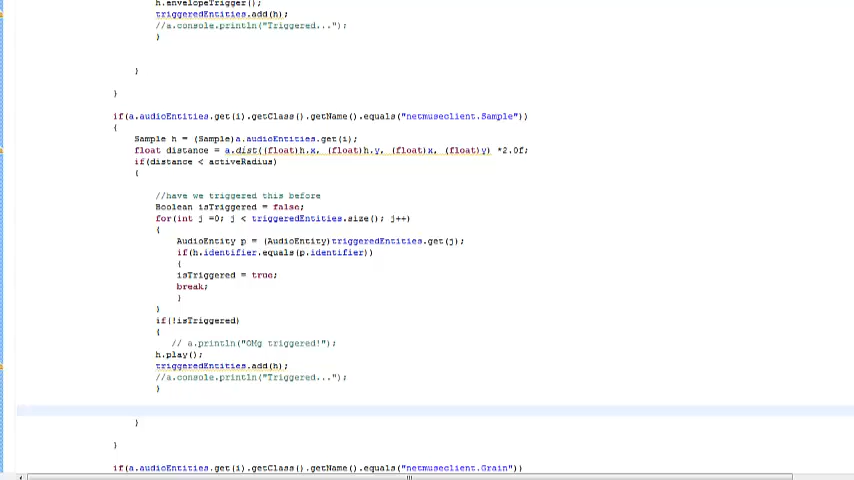 h.envelopeTrigger();
triggeredEntities.add(h);
//a.console.println("Triggered...");
}
}
}
if(a.audioEntities.get(i).getClass().getName().equals("netmuseclient.Sample"))
{
Sample h = (Sample)a.audioEntities.get(i);
float distance = a.dist((float)h.x, (float)h.y, (float)x, (float)y) *2.0f;
if(distance < activeRadius)
{
//have we triggered this before
Boolean isTriggered = false;
for(int j =0; j < triggeredEntities.size(); j++)
{
AudioEntity p = (AudioEntity)triggeredEntities.get(j);
if(h.identifier.equals(p.identifier))
{
isTriggered = true;
break;
}
}
if(!isTriggered)
{
// a.println("OMg triggered!");
h.play();
triggeredEntities.add(h);
//a.console.println("Triggered...");
}
}
}
if(a.audioEntities.get(i).getClass().getName().equals("netmuseclient.Grain"))